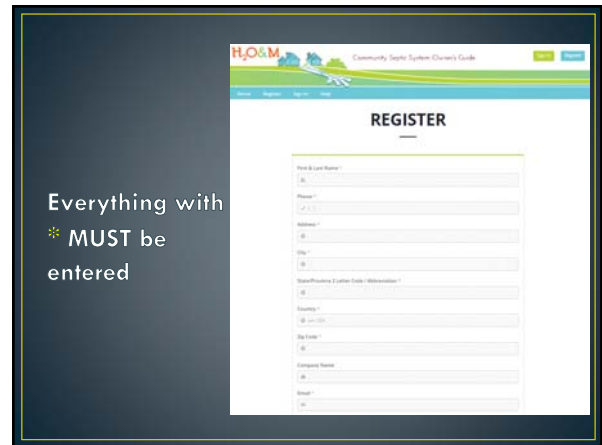 H2O&M
Community Septic System Owner's Guide
Sign In
Register
Home Register Sign In Help
REGISTER
First & Last Name *
Phone *
Address *
City *
State/Province 2 Letter Code / Abbreviation *
Country *
Zip Code *
Company Name
Email *
Everything with
* MUST be
entered